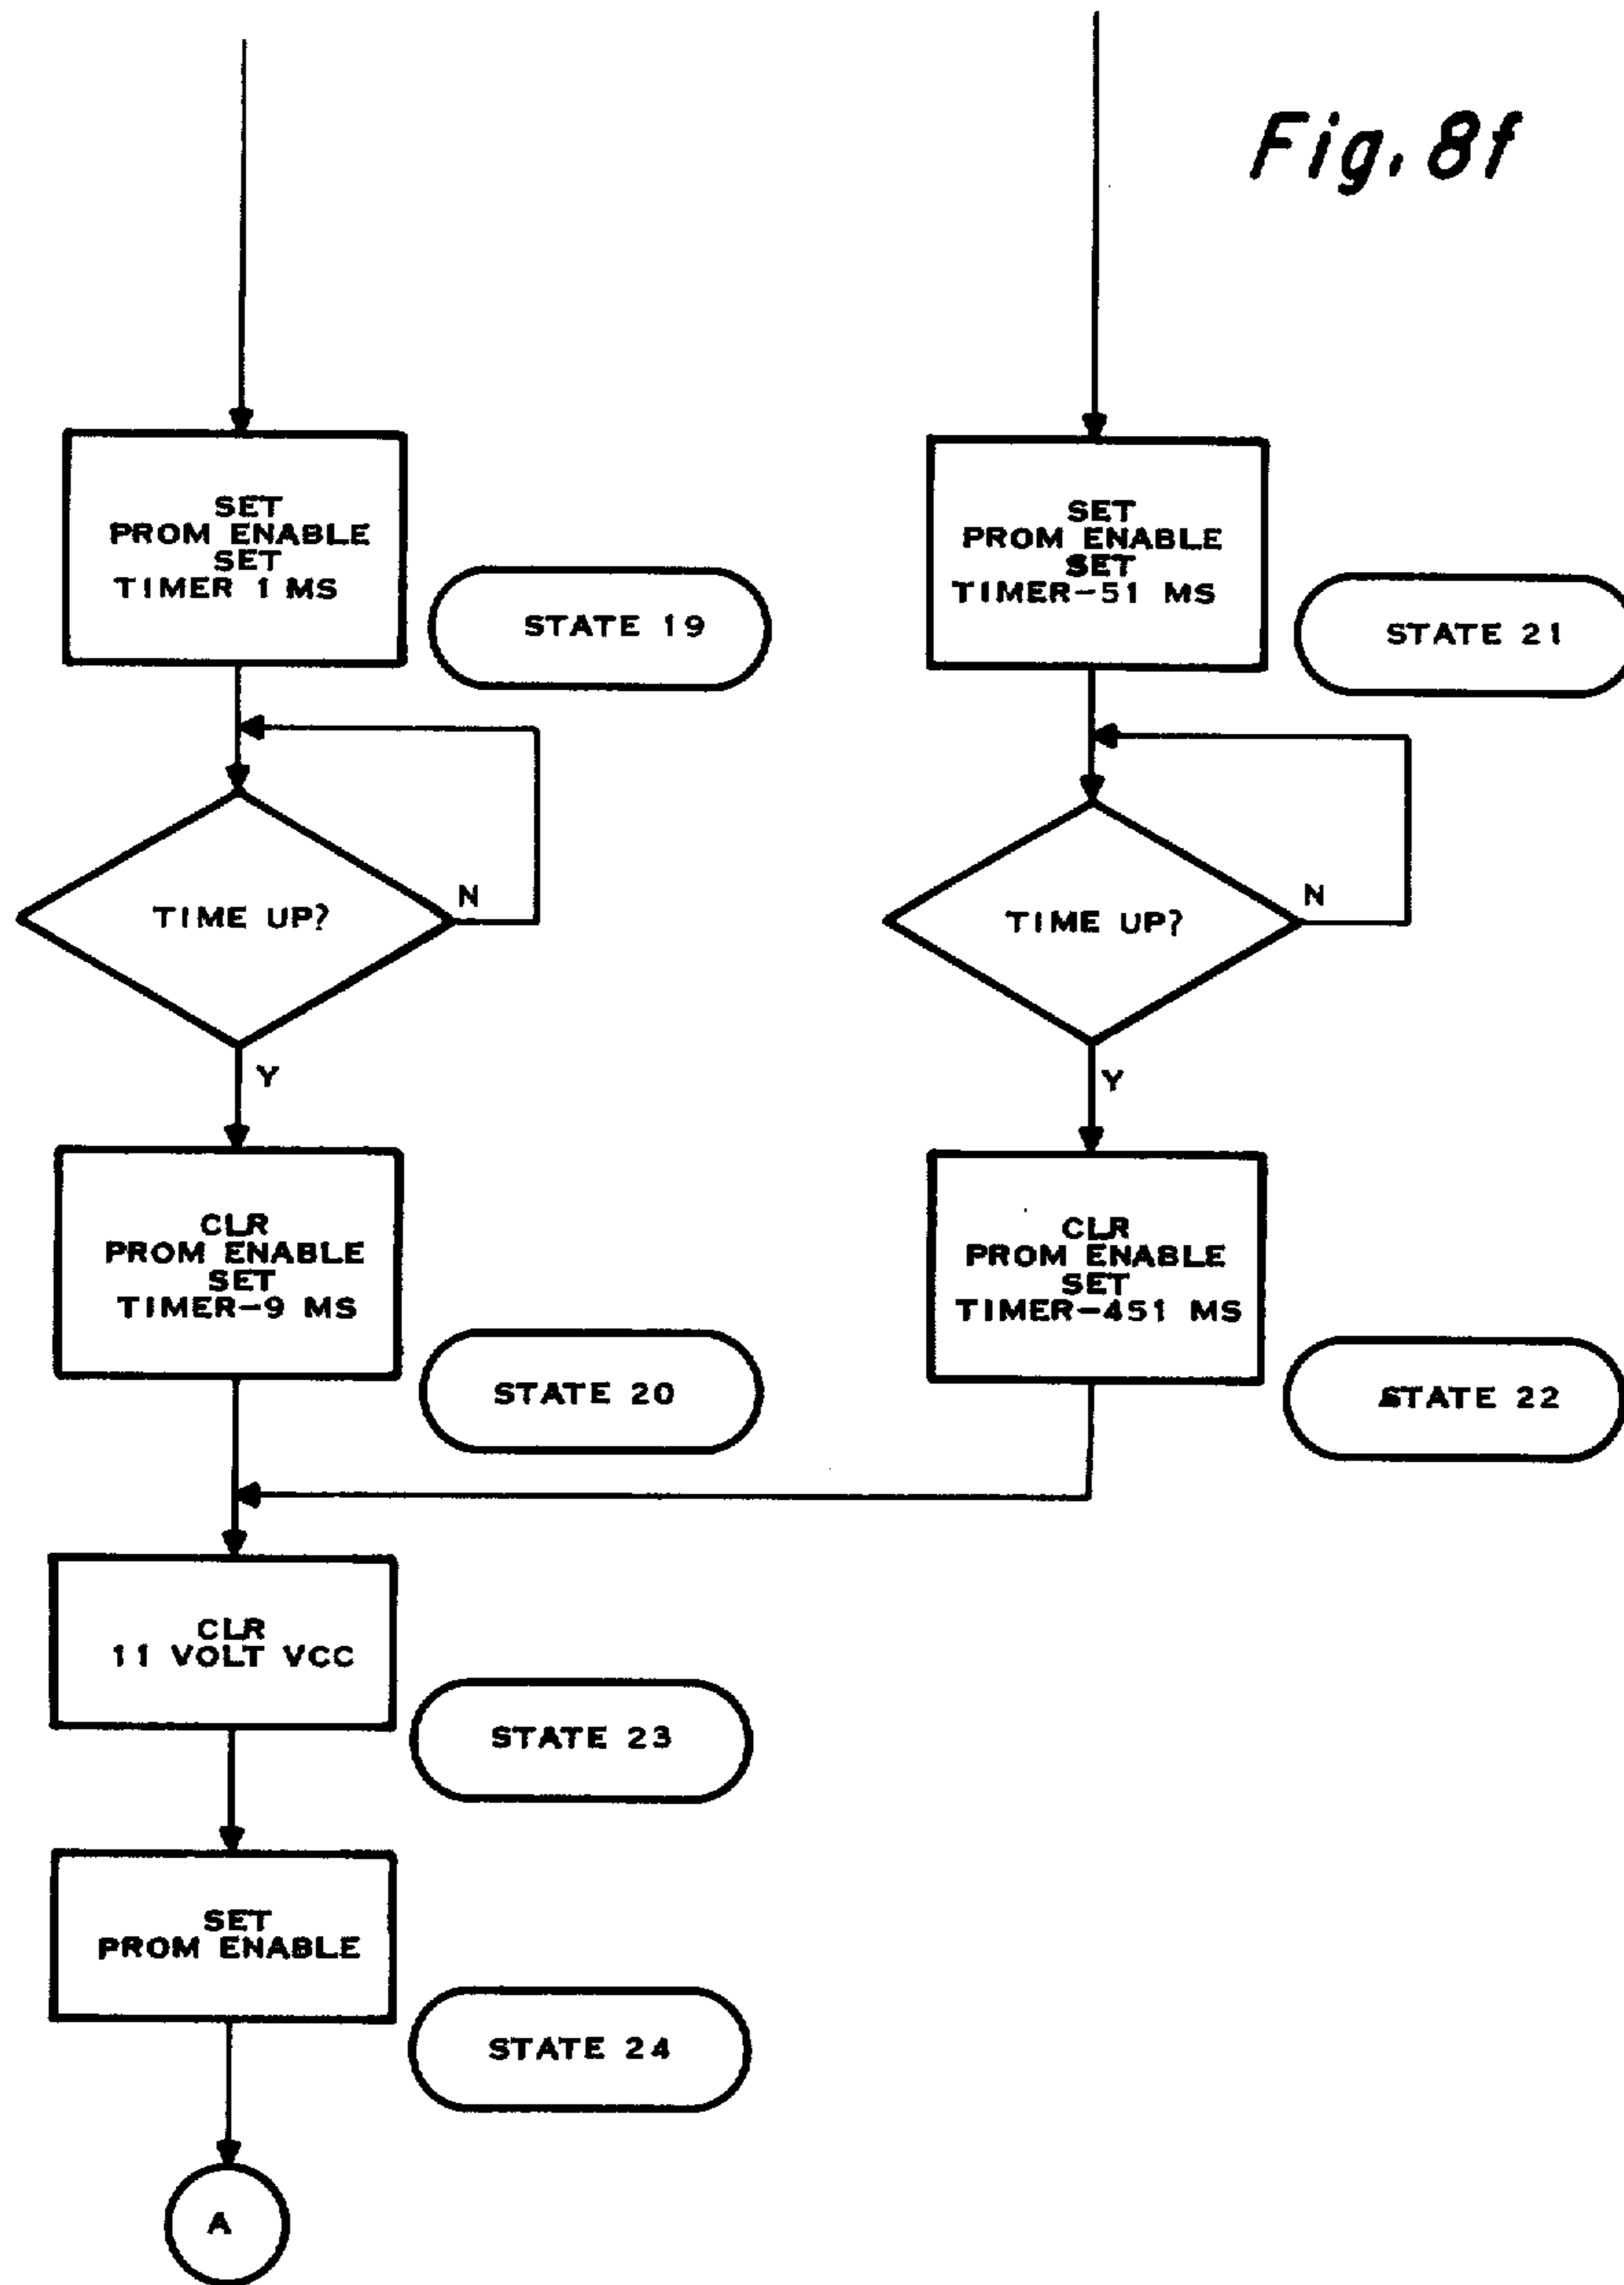 Fig. 8f
SET
PROM ENABLE
SET
TIMER 1 MS
STATE 19
TIME UP?
N
Y
CLR
PROM ENABLE
SET
TIMER-9 MS
STATE 20
SET
PROM ENABLE
SET
TIMER-51 MS
STATE 21
TIME UP?
N
Y
CLR
PROM ENABLE
SET
TIMER-451 MS
STATE 22
CLR
11 VOLT VCC
STATE 23
SET
PROM ENABLE
STATE 24
A